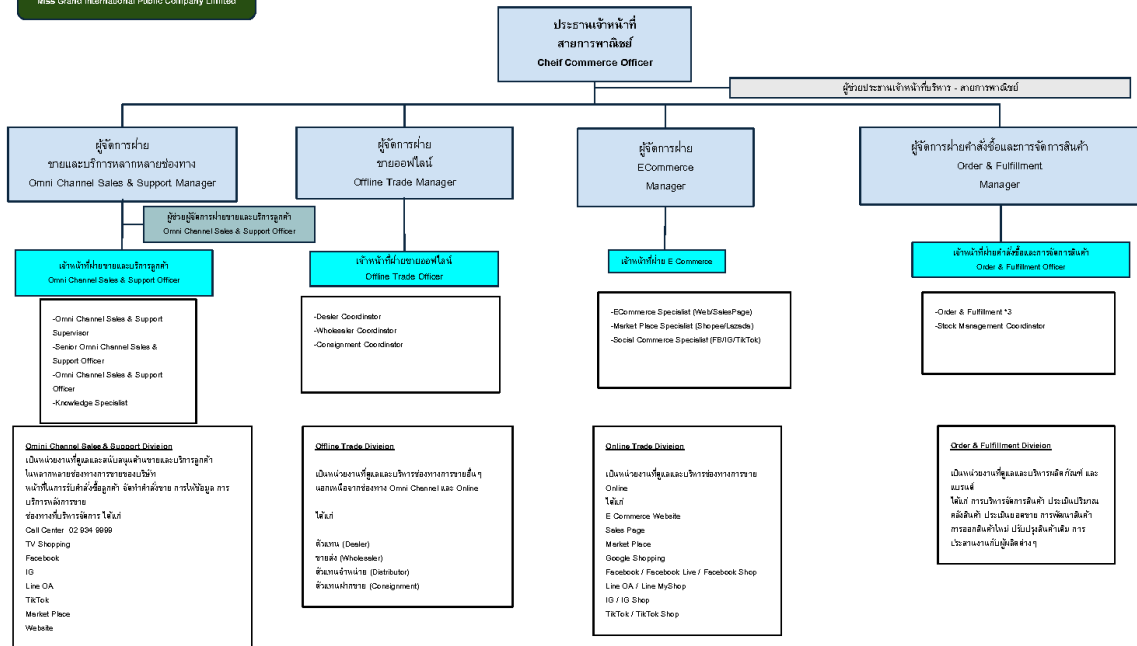 Miss Grand International Public Company Limited
ประธานเจ้าหน้าที่
สายการพาณิชย์
Cheif Commerce Officer
ผู้ช่วยประธานเจ้าหน้าที่บริหาร - สายการพาณิชย์
ผู้จัดการฝ่าย
ขายและบริการหลากหลายช่องทาง
Omni Channel Sales & Support Manager
ผู้จัดการฝ่าย
ขายออฟไลน์
Offline Trade Manager
ผู้จัดการฝ่าย
ECommerce
Manager
ผู้จัดการฝ่ายคำสั่งซื้อและการจัดการสินค้า
Order & Fulfillment
Manager
ผู้ช่วยผู้จัดการฝ่ายขายและบริการลูกค้า
Omni Channel Sales & Support Officer
เจ้าหน้าที่ฝ่ายขายและบริการลูกค้า
Omni Channel Sales & Support Officer
เจ้าหน้าที่ฝ่ายขายออฟไลน์
Offline Trade Officer
เจ้าหน้าที่ฝ่าย E Commerce
เจ้าหน้าที่ฝ่ายคำสั่งซื้อและการจัดการสินค้า
Order & Fulfillment Officer
-Omni Channel Sales & Support
Supervisor
-Senior Omni Channel Sales &
Support Officer
-Omni Channel Sales & Support
Officer
-Knowledge Specialist
-Dealer Coordinator
-Wholesaler Coordinator
-Consignment Coordinator
-ECommerce Specialist (Web/SalesPage)
-Market Place Specialist (Shopee/Lazada)
-Social Commerce Specialist (FB/IG/TikTok)
-Order & Fulfillment *3
-Stock Management Coordinator
Omini Channel Sales & Support Division
เป็นหน่วยงานที่ดูแลและสนับสนุนด้านขายและบริการลูกค้า
ในหลากหลายช่องทางการขายของบริษัท
หน้าที่ในการรับคำสั่งซื้อลูกค้า จัดทำคำสั่งขาย การให้ข้อมูล การ
บริการหลังการขาย
ช่องทางที่บริหารจัดการ ได้แก่
Call Center 02 934 9999
TV Shopping
Facebook
IG
Line OA
TikTok
Market Place
Website
Offline Trade Division
เป็นหน่วยงานที่ดูแลและบริหารช่องทางการขายอื่น ๆ
นอกเหนือจากช่องทาง Omni Channel และ Online
ได้แก่
ตัวแทน (Dealer)
ขายส่ง (Wholesaler)
ตัวแทนจำหน่าย (Distributor)
ตัวแทนฝากขาย (Consignment)
Online Trade Division
เป็นหน่วยงานที่ดูแลและบริหารช่องทางการขาย
Online
ได้แก่
E Commerce Website
Sales Page
Market Place
Google Shopping
Facebook / Facebook Live / Facebook Shop
Line OA / Line MyShop
IG / IG Shop
TikTok / TikTok Shop
Order & Fulfillment Division
เป็นหน่วยงานที่ดูแลและบริหารผลิตภัณฑ์ และ
แบรนด์
ได้แก่ การบริหารจัดการสินค้า ประเมินปริมาณ
คลังสินค้า ประเมินยอดขาย การพัฒนาสินค้า
การออกสินค้าใหม่ ปรับปรุงสินค้าเดิม การ
ประสานงานกับผู้ผลิตต่างๆ